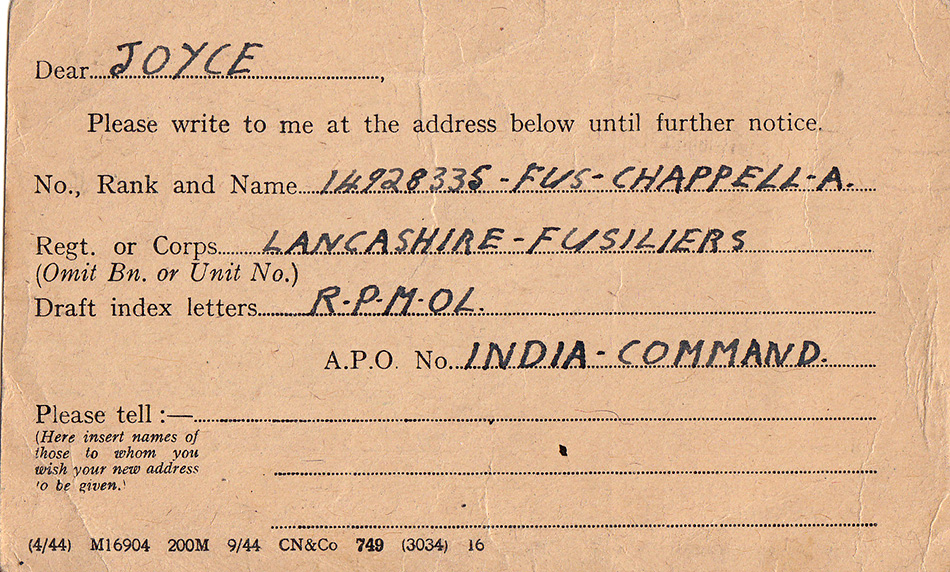 Dear JOYCE,
Please write to me at the address below until further notice.
No., Rank and Name 14928335-FUS-CHAPPELL-A.
Regt. or Corps LANCASHIRE-FUSILIERS
(Omit Bn. or Unit No.)
Draft index letters R-P-M-OL.
A.P.O. No. INDIA-COMMAND.
Please tell :—
(Here insert names of
those to whom you
wish your new address
to be given.)
(4/44) M16904 200M 9/44 CN&Co 749 (3034) 16